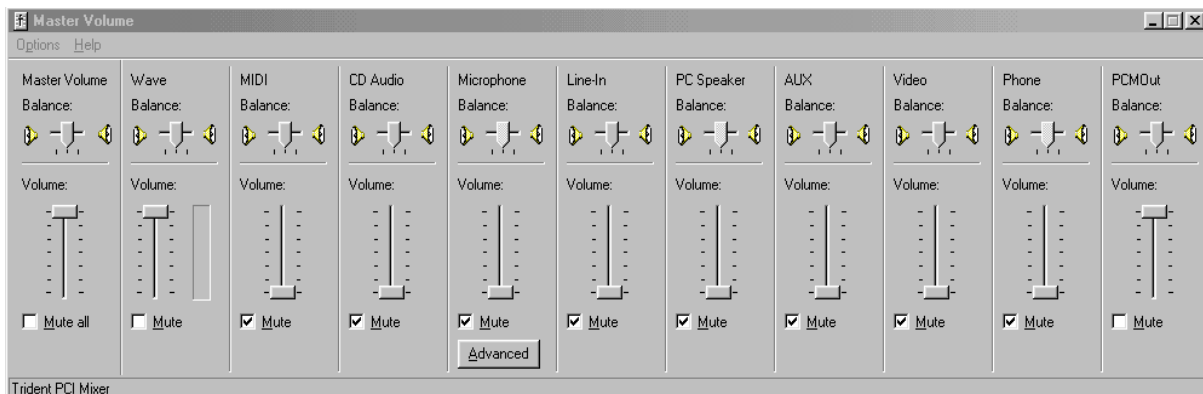 Master Volume
Options Help
Master Volume Wave MIDI CD Audio Microphone Line-In PC Speaker AUX Video Phone PCMOut
Balance: Balance: Balance: Balance: Balance: Balance: Balance: Balance: Balance: Balance: Balance:
Volume: Volume: Volume: Volume: Volume: Volume: Volume: Volume: Volume: Volume: Volume:
Mute all Mute Mute Mute Mute Mute Mute Mute Mute Mute Mute
Advanced
Trident PCI Mixer